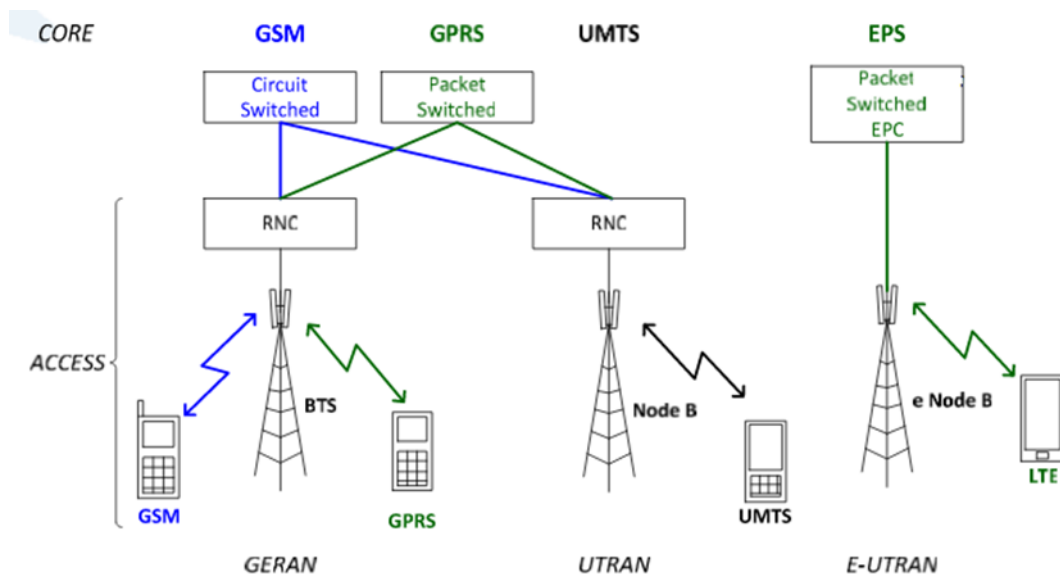 CORE
GSM
GPRS
UMTS
EPS
Circuit
Switched
Packet
Switched
Packet
Switched
EPC
RNC
RNC
ACCESS
BTS
Node B
e Node B
GSM
GPRS
UMTS
LTE
GERAN
UTRAN
E-UTRAN